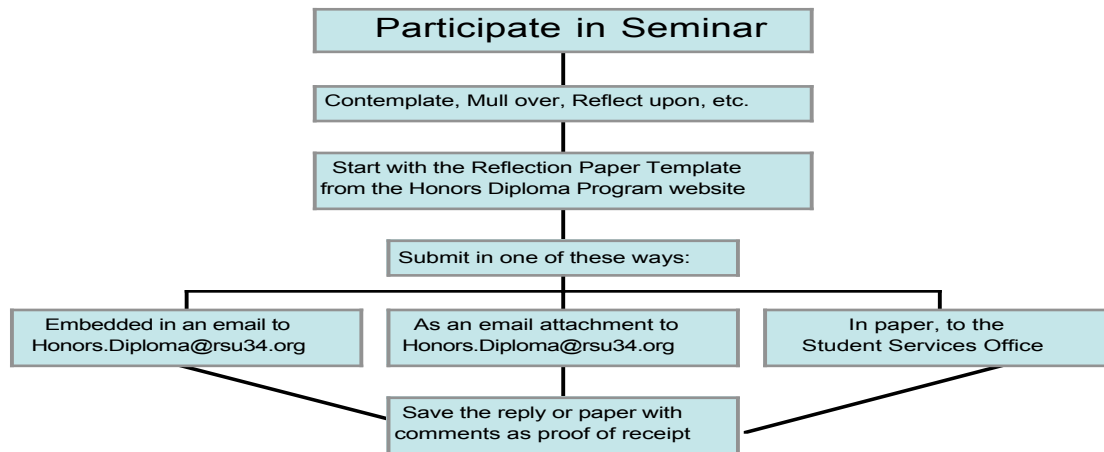 Participate in Seminar
Contemplate, Mull over, Reflect upon, etc.
Start with the Reflection Paper Template
from the Honors Diploma Program website
Submit in one of these ways:
Embedded in an email to
Honors.Diploma@rsu34.org
As an email attachment to
Honors.Diploma@rsu34.org
In paper, to the
Student Services Office
Save the reply or paper with
comments as proof of receipt